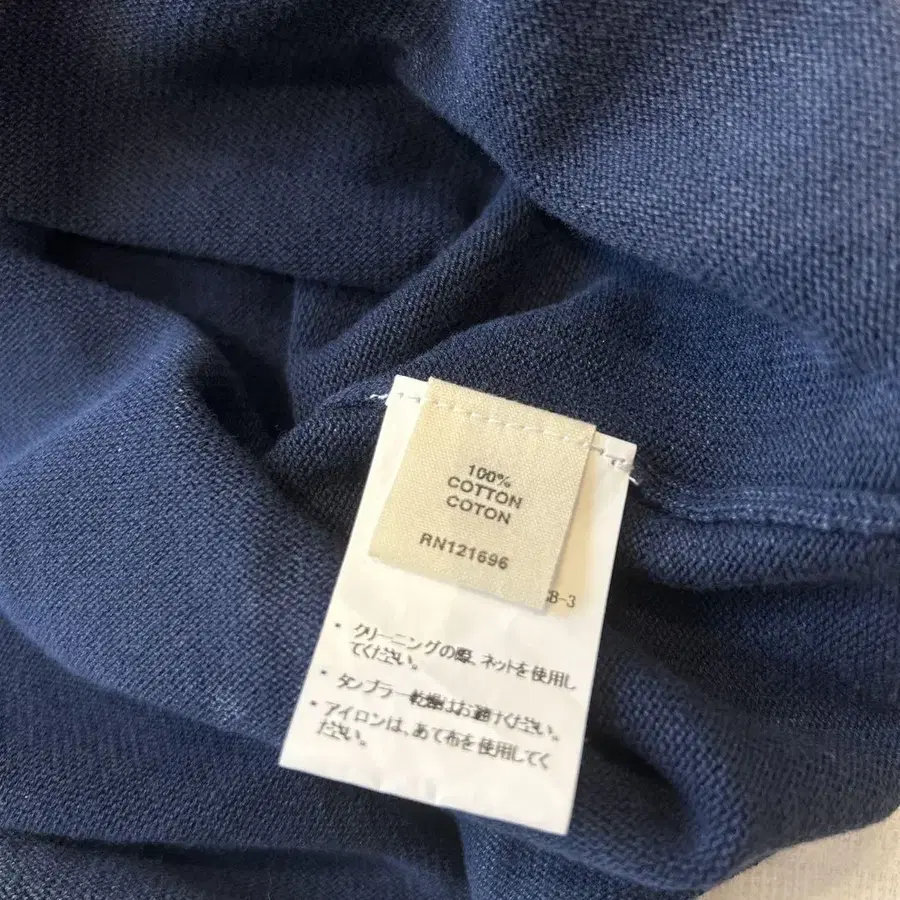 100%
COTTON
COTON
RN121696
B-3
・クリーニングの際、ネットを使用し
てください。
・タンブラー乾燥はお避けください。
・アイロンは、あて布を使用してく
ださい。